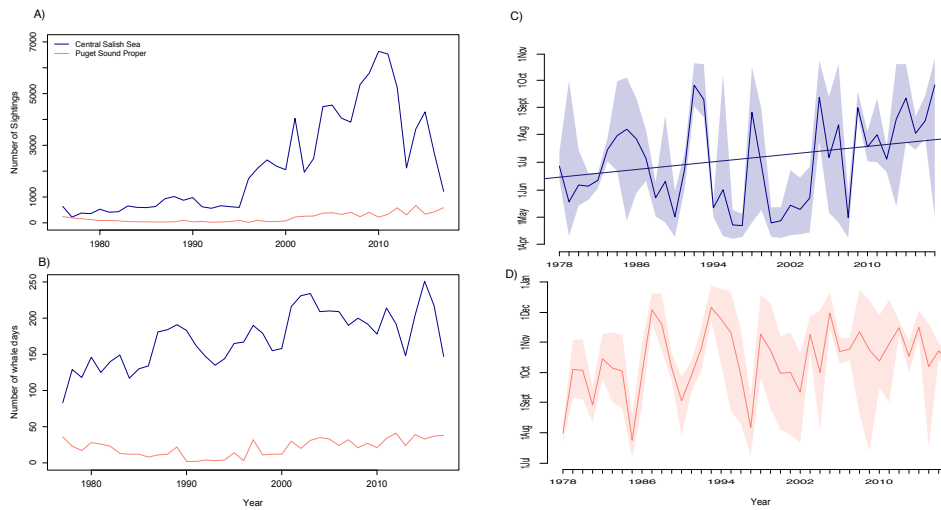 A)
Central Salish Sea
Puget Sound Proper
Number of Sightings
7000
5000
3000
1000
0
1980
1990
2000
2010
B)
Number of whale days
250
200
150
100
50
0
1980
1990
2000
2010
Year
C)
1Nov
1Oct
1Sept
1Aug
1Jul
1Jun
1May
1Apr
1978
1986
1994
2002
2010
D)
1Jan
1Dec
1Nov
1Oct
1Sept
1Aug
1Jul
1978
1986
1994
2002
2010
Year